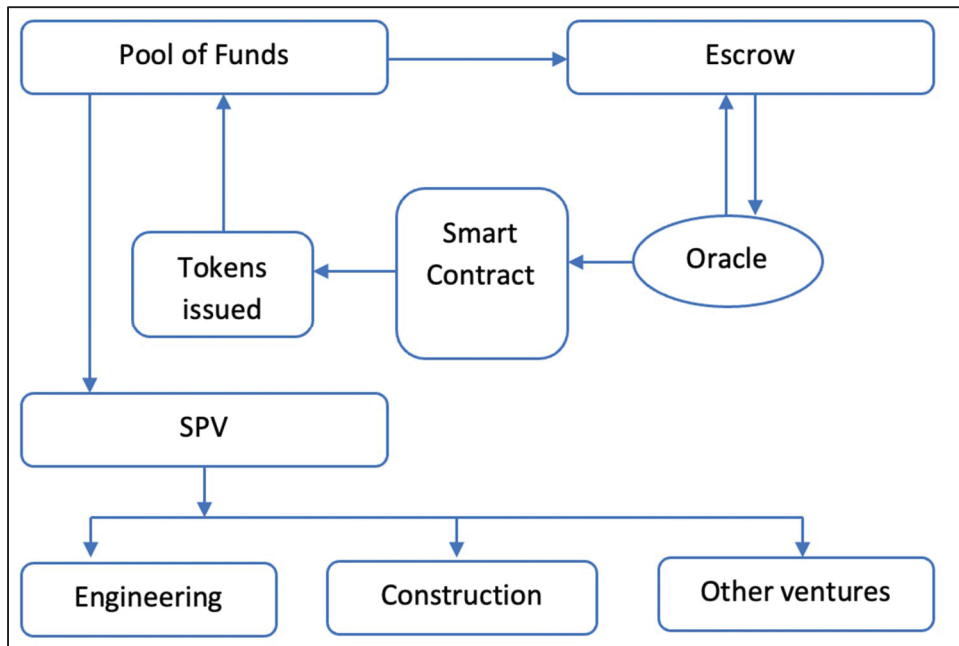 Pool of Funds
Escrow
Smart
Contract
Oracle
Tokens
issued
SPV
Engineering
Construction
Other ventures